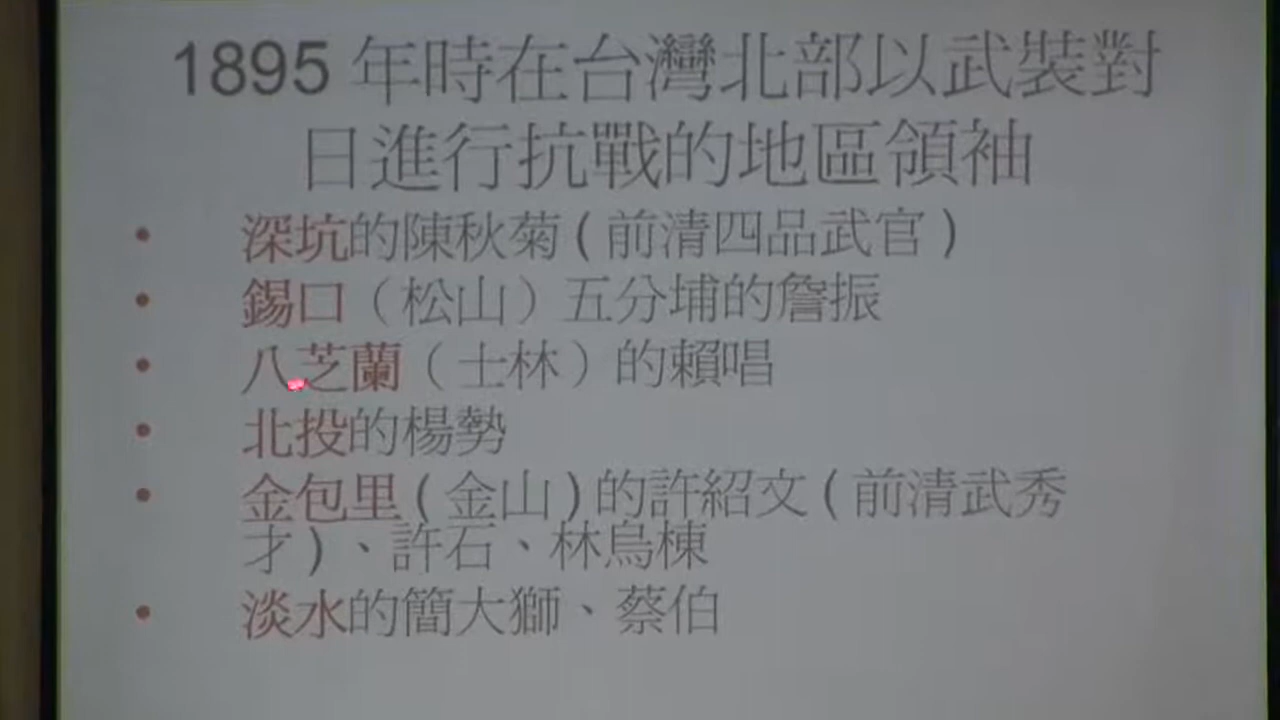 1895 年時在台灣北部以武裝對
日進行抗戰的地區領袖
• 深坑的陳秋菊(前清四品武官)
• 錫口（松山）五分埔的詹振
• 八芝蘭（士林）的賴唱
• 北投的楊勢
• 金包里(金山)的許紹文(前清武秀
才)、許石、林烏棟
• 淡水的簡大獅、蔡伯